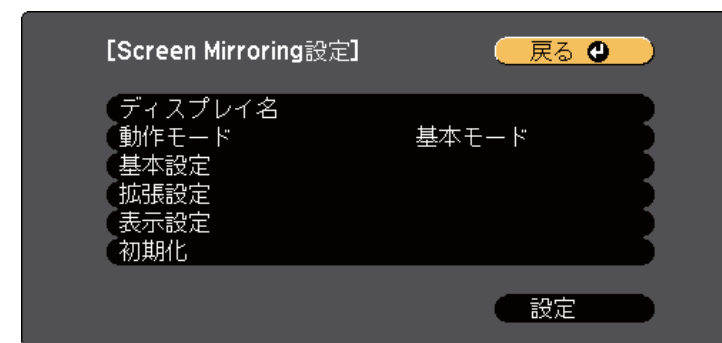 [Screen Mirroring設定]
戻る
ディスプレイ名
動作モード 基本モード
基本設定
拡張設定
表示設定
初期化
設定